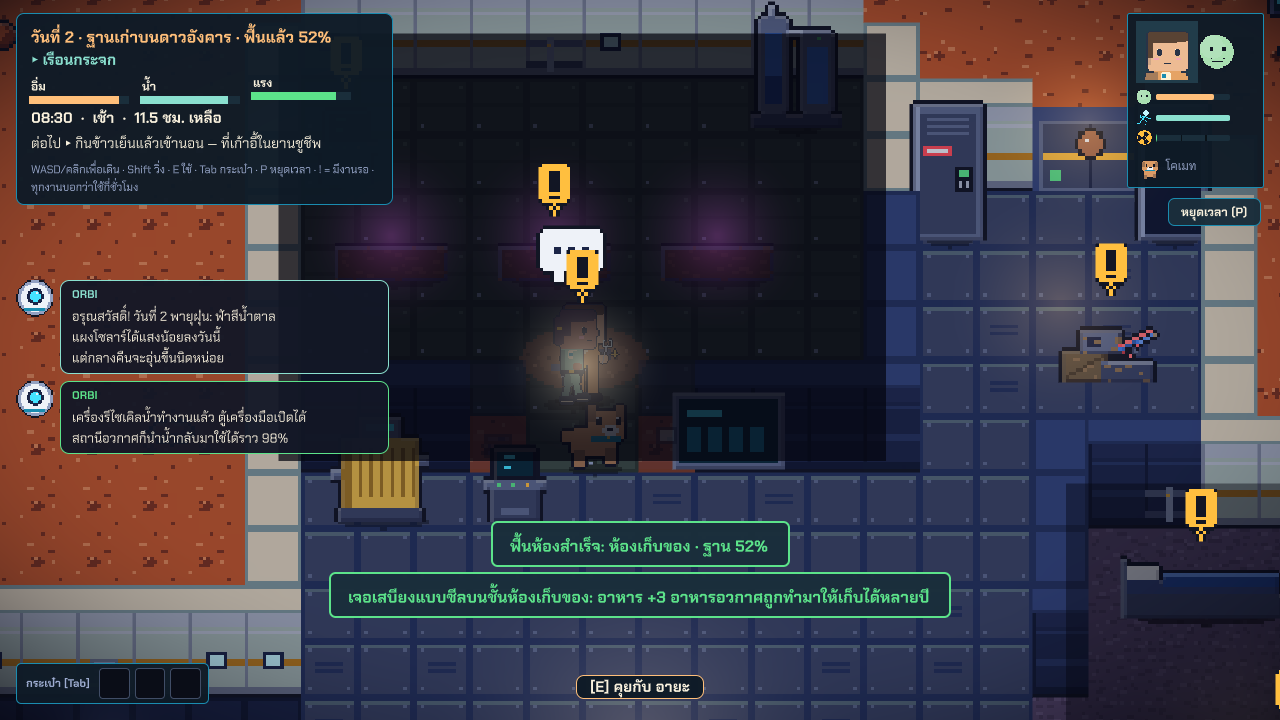 วันที่ 2 · ฐานเก่าบนดาวอังคาร · ฟื้นแล้ว 52%
▸ เรือนกระจก
อิ่ม น้ำ แรง
08:30 · เช้า · 11.5 ชม. เหลือ
ต่อไป ▸ กินข้าวเย็นแล้วเข้านอน — ที่เก้าอี้ในยานชูชีพ
WASD/คลิกเพื่อเดิน · Shift วิ่ง · E ใช้ · Tab กระเป๋า · P หยุดเวลา · ! = มีงานรอ ·
ทุกงานบอกว่าใช้กี่ชั่วโมง
โคเมท
หยุดเวลา [P]
ORBI
อรุณสวัสดิ์! วันที่ 2 พายุฝุ่น: ฟ้าสีน้ำตาล
แผงโซลาร์ได้แสงน้อยลงวันนี้
แต่กลางคืนจะอุ่นขึ้นนิดหน่อย
ORBI
เครื่องรีไซเคิลน้ำทำงานแล้ว ตู้เครื่องมือเปิดได้
สถานีอวกาศก็นำน้ำกลับมาใช้ได้ราว 98%
ฟื้นห้องสำเร็จ: ห้องเก็บของ · ฐาน 52%
เจอเสบียงแบบซีลบนชั้นห้องเก็บของ: อาหาร +3 อาหารอวกาศถูกทำมาให้เก็บได้หลายปี
กระเป๋า [Tab]
[E] คุยกับ อายะ